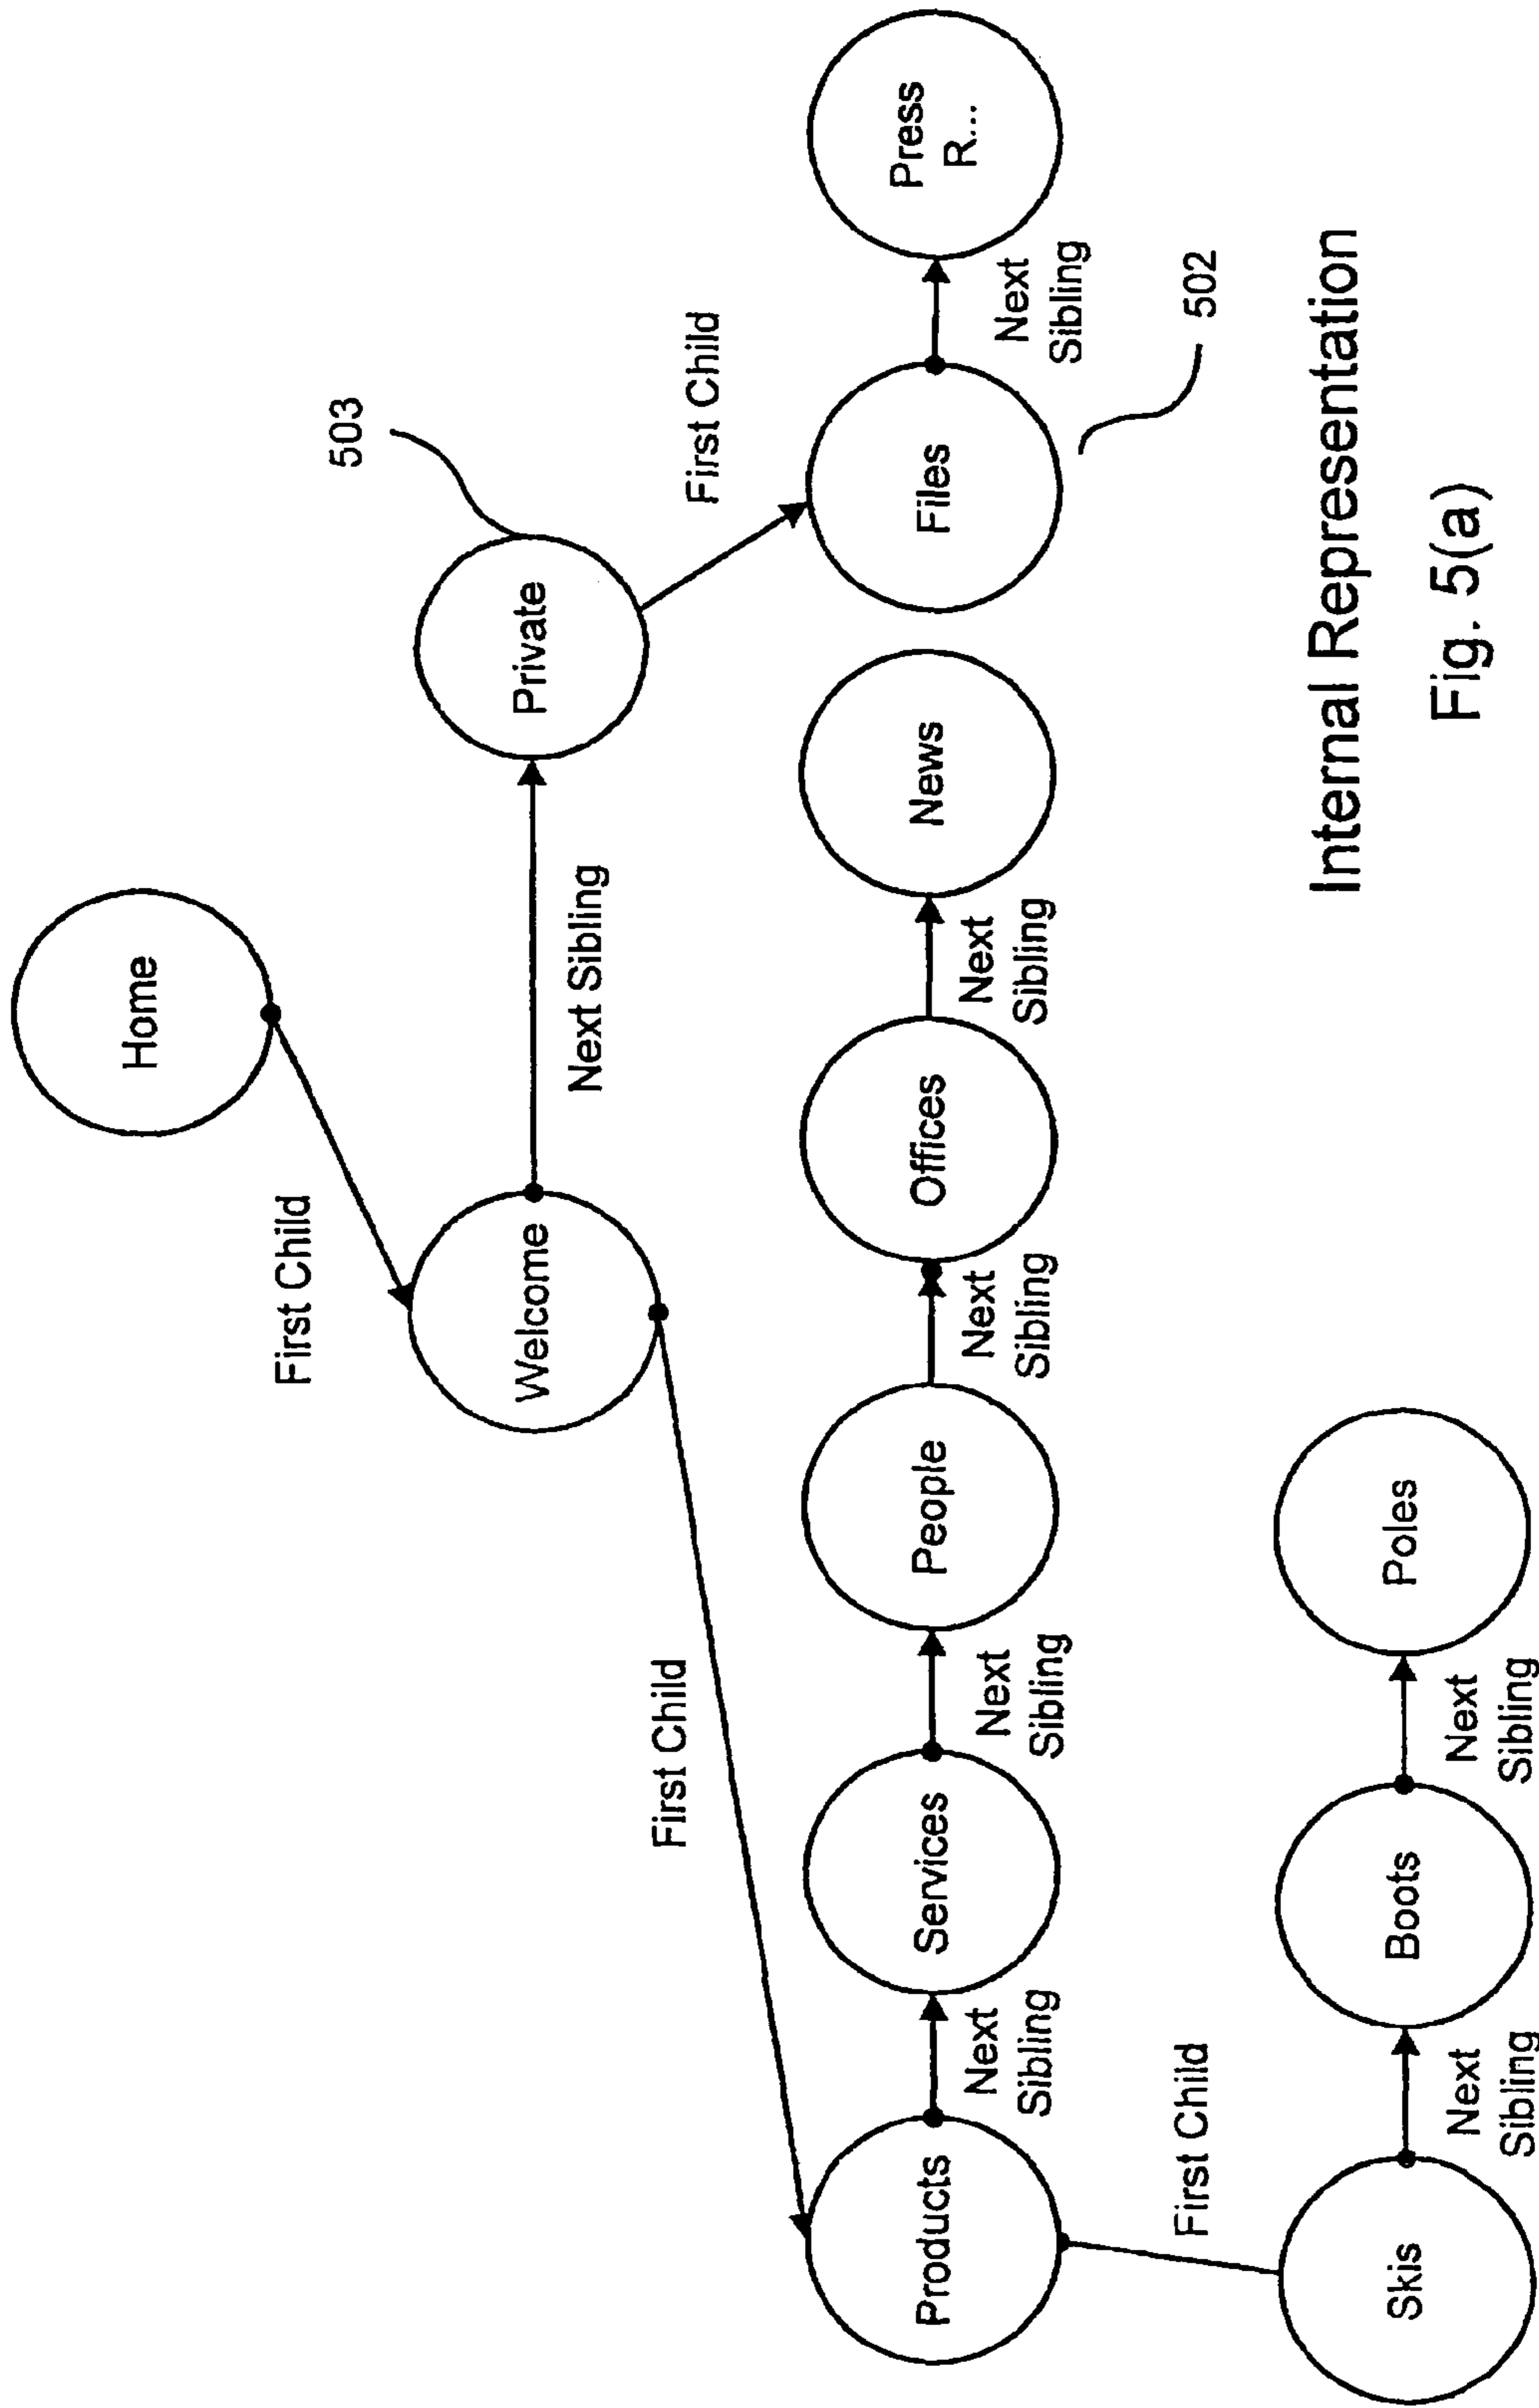 Home
First Child
503
Welcome
Next Sibling
Private
First Child
First Child
Products
Next
Sibling
Services
Next
Sibling
People
Next
Sibling
Offices
Next
Sibling
News
Files
Next
Sibling
Press
R...
502
First Child
Skis
Next
Sibling
Boots
Next
Sibling
Poles
Internal Representation
Fig. 5(a)